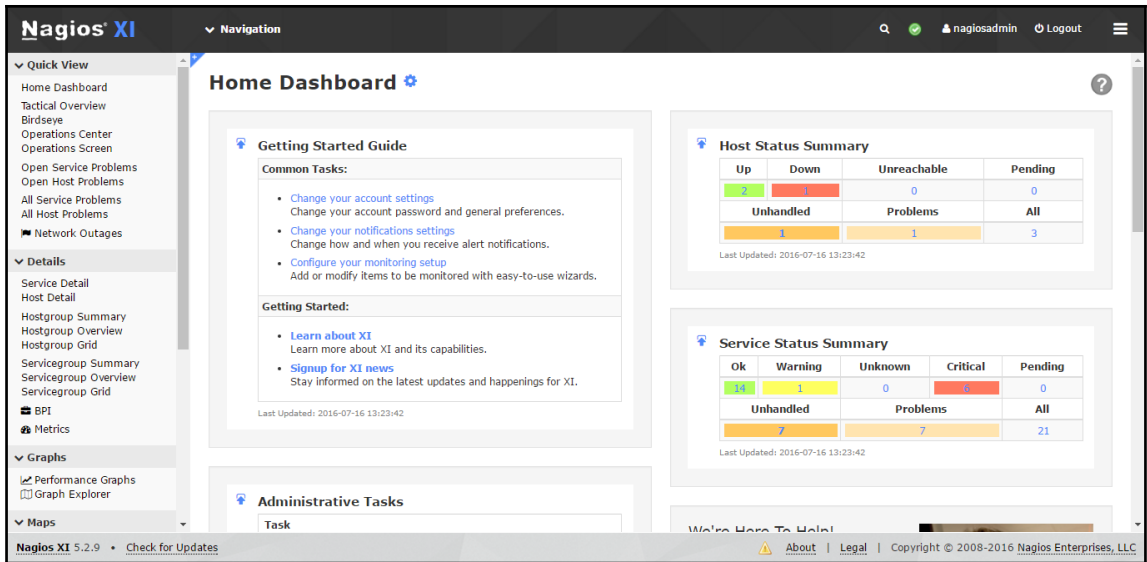 Nagios® XI
Navigation
nagiosadmin
Logout
Quick View
Home Dashboard
Tactical Overview
Birdseye
Operations Center
Operations Screen
Open Service Problems
Open Host Problems
All Service Problems
All Host Problems
Network Outages
Details
Service Detail
Host Detail
Hostgroup Summary
Hostgroup Overview
Hostgroup Grid
Servicegroup Summary
Servicegroup Overview
Servicegroup Grid
BPI
Metrics
Graphs
Performance Graphs
Graph Explorer
Maps
Home Dashboard
Getting Started Guide
Common Tasks:
Change your account settings
Change your account password and general preferences.
Change your notifications settings
Change how and when you receive alert notifications.
Configure your monitoring setup
Add or modify items to be monitored with easy-to-use wizards.
Getting Started:
Learn about XI
Learn more about XI and its capabilities.
Signup for XI news
Stay informed on the latest updates and happenings for XI.
Last Updated: 2016-07-16 13:23:42
Administrative Tasks
Task
Host Status Summary
Up Down Unreachable Pending
2 1 0 0
Unhandled Problems All
1 1 3
Last Updated: 2016-07-16 13:23:42
Service Status Summary
Ok Warning Unknown Critical Pending
14 1 0 6 0
Unhandled Problems All
7 7 21
Last Updated: 2016-07-16 13:23:42
We're Here To Help!
Nagios XI 5.2.9 • Check for Updates
About | Legal | Copyright © 2008-2016 Nagios Enterprises, LLC